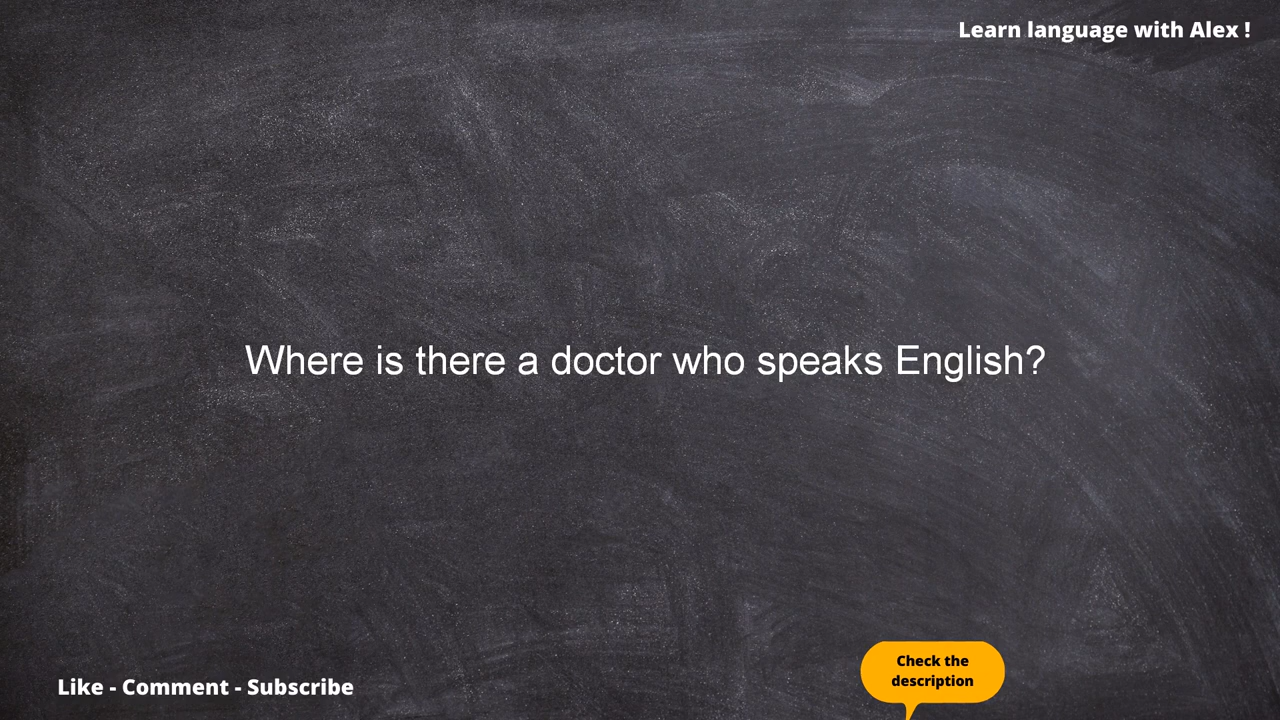 Learn language with Alex !
Where is there a doctor who speaks English?
Check the
description
Like - Comment - Subscribe